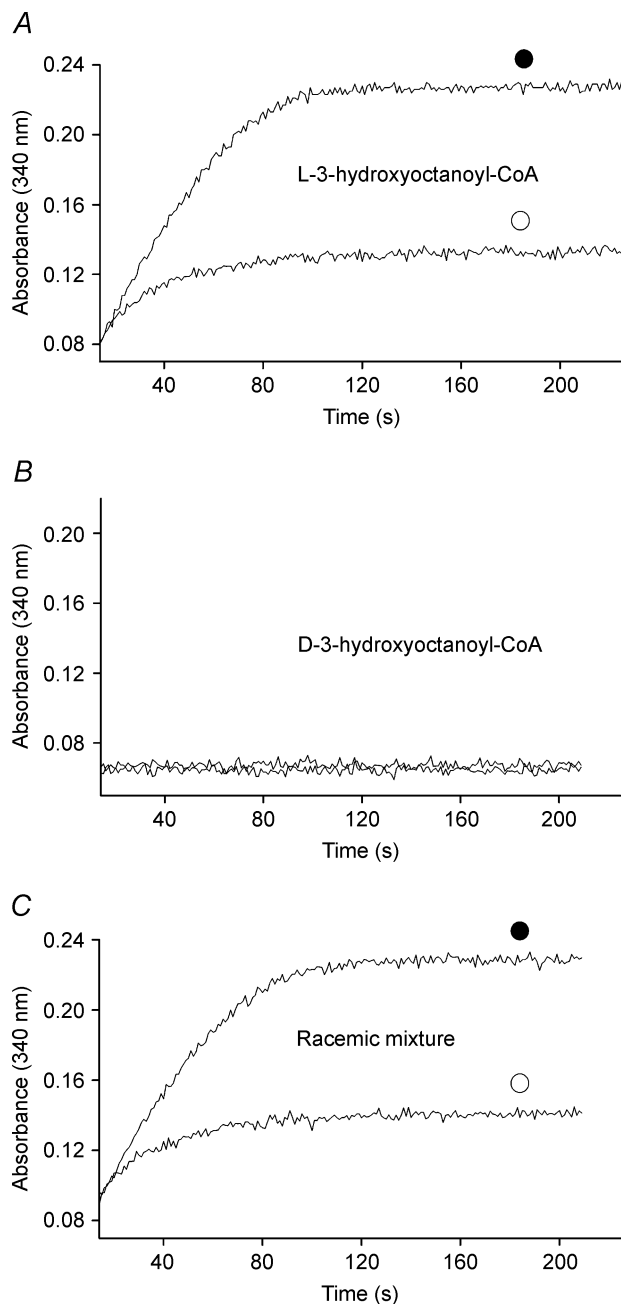 A
Absorbance (340 nm)
0.24
0.20
0.16
0.12
0.08
L-3-hydroxyoctanoyl-CoA
40 80 120 160 200
Time (s)
B
Absorbance (340 nm)
0.20
0.16
0.12
0.08
D-3-hydroxyoctanoyl-CoA
40 80 120 160 200
Time (s)
C
Absorbance (340 nm)
0.24
0.20
0.16
0.12
0.08
Racemic mixture
40 80 120 160 200
Time (s)